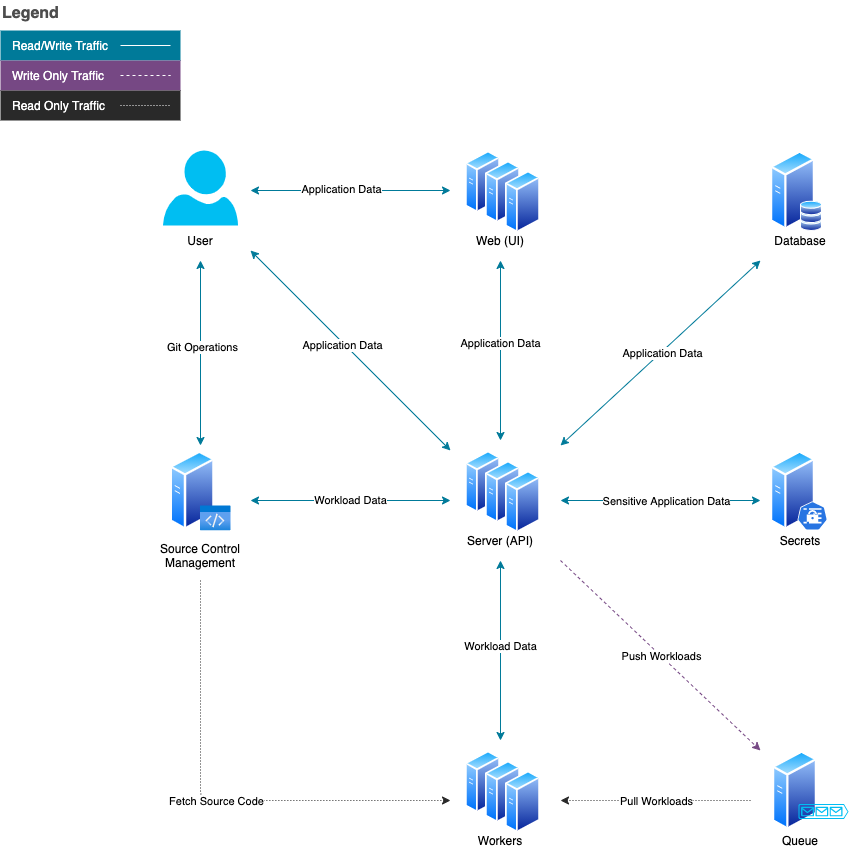 Legend
Read/Write Traffic
Write Only Traffic
Read Only Traffic
Application Data
User
Web (UI)
Database
Git Operations
Application Data
Application Data
Application Data
Workload Data
Sensitive Application Data
Source Control
Management
Server (API)
Secrets
</>
Workload Data
Push Workloads
Fetch Source Code
Pull Workloads
Workers
Queue